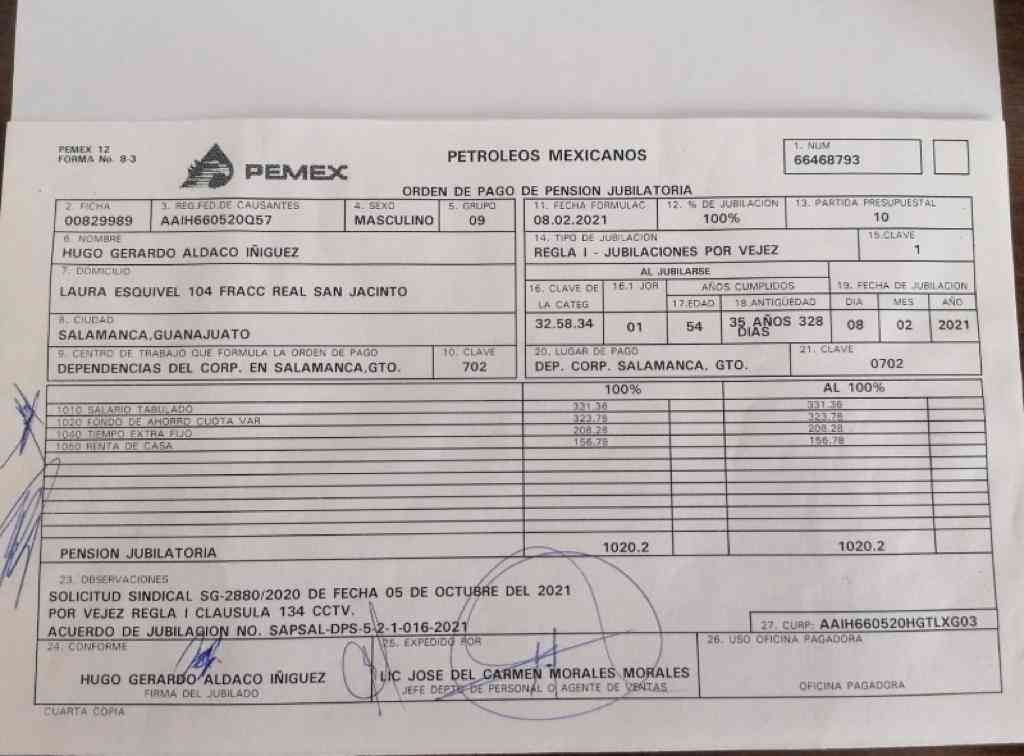 PEMEX 12
FORMA No. 8-3
PEMEX
PETROLEOS MEXICANOS
1. NUM
66468793
ORDEN DE PAGO DE PENSION JUBILATORIA
2. FICHA
00829989
3. REG.FED.DE CAUSANTES
AAIH660520Q57
4. SEXO
MASCULINO
5. GRUPO
09
11. FECHA FORMULAC
08.02.2021
12. % DE JUBILACION
100%
13. PARTIDA PRESUPUESTAL
10
6. NOMBRE
HUGO GERARDO ALDACO IÑIGUEZ
14. TIPO DE JUBILACION
REGLA I - JUBILACIONES POR VEJEZ
15.CLAVE
1
7. DOMICILIO
LAURA ESQUIVEL 104 FRACC REAL SAN JACINTO
AL JUBILARSE
16. CLAVE DE LA CATEG
32.58.34
16.1 JOR
01
AÑOS CUMPLIDOS
17.EDAD
54
18.ANTIGÜEDAD
35 AÑOS 328 DIAS
19. FECHA DE JUBILACION
DIA MES AÑO
08 02 2021
8. CIUDAD
SALAMANCA,GUANAJUATO
9. CENTRO DE TRABAJO QUE FORMULA LA ORDEN DE PAGO
DEPENDENCIAS DEL CORP. EN SALAMANCA,GTO.
10. CLAVE
702
20. LUGAR DE PAGO
DEP. CORP. SALAMANCA, GTO.
21. CLAVE
0702
100% AL 100%
1010 SALARIO TABULADO 331.36 331.36
1020 FONDO DE AHORRO CUOTA VAR 323.78 323.78
1040 TIEMPO EXTRA FIJO 208.28 208.28
1050 RENTA DE CASA 156.78 156.78
PENSION JUBILATORIA 1020.2 1020.2
23. OBSERVACIONES
SOLICITUD SINDICAL SG-2880/2020 DE FECHA 05 DE OCTUBRE DEL 2021
POR VEJEZ REGLA I CLAUSULA 134 CCTV.
ACUERDO DE JUBILAGION NO. SAPSAL-DPS-5-2-1-016-2021
27. CURP: AAIH660520HGTLXG03
24. CONFORME
HUGO GERARDO ALDACO IÑIGUEZ
FIRMA DEL JUBILADO
25. EXPEDIDO POR
LIC JOSE DEL CARMEN MORALES MORALES
JEFE DEPTO DE PERSONAL O AGENTE DE VENTAS
26. USO OFICINA PAGADORA
OFICINA PAGADORA
CUARTA COPIA